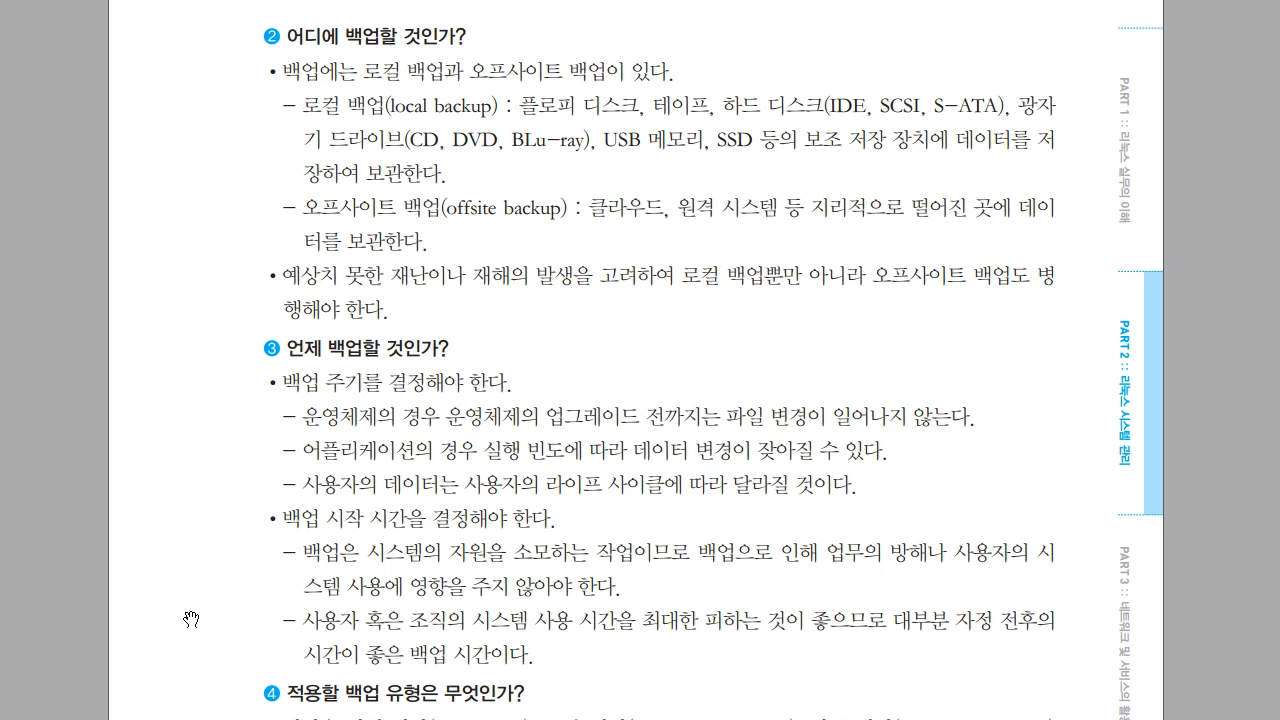 ❷ 어디에 백업할 것인가?
• 백업에는 로컬 백업과 오프사이트 백업이 있다.
– 로컬 백업(local backup) : 플로피 디스크, 테이프, 하드 디스크(IDE, SCSI, S-ATA), 광자
기 드라이브(CD, DVD, BLu-ray), USB 메모리, SSD 등의 보조 저장 장치에 데이터를 저
장하여 보관한다.
– 오프사이트 백업(offsite backup) : 클라우드, 원격 시스템 등 지리적으로 떨어진 곳에 데이
터를 보관한다.
• 예상치 못한 재난이나 재해의 발생을 고려하여 로컬 백업뿐만 아니라 오프사이트 백업도 병
행해야 한다.
❸ 언제 백업할 것인가?
• 백업 주기를 결정해야 한다.
– 운영체제의 경우 운영체제의 업그레이드 전까지는 파일 변경이 일어나지 않는다.
– 어플리케이션의 경우 실행 빈도에 따라 데이터 변경이 잦아질 수 있다.
– 사용자의 데이터는 사용자의 라이프 사이클에 따라 달라질 것이다.
• 백업 시작 시간을 결정해야 한다.
– 백업은 시스템의 자원을 소모하는 작업이므로 백업으로 인해 업무의 방해나 사용자의 시
스템 사용에 영향을 주지 않아야 한다.
– 사용자 혹은 조직의 시스템 사용 시간을 최대한 피하는 것이 좋으므로 대부분 자정 전후의
시간이 좋은 백업 시간이다.
❹ 적용할 백업 유형은 무엇인가?
PART 1 :: 리눅스 실무의 이해
PART 2 :: 리눅스 시스템 관리
PART 3 :: 네트워크 및 서비스의